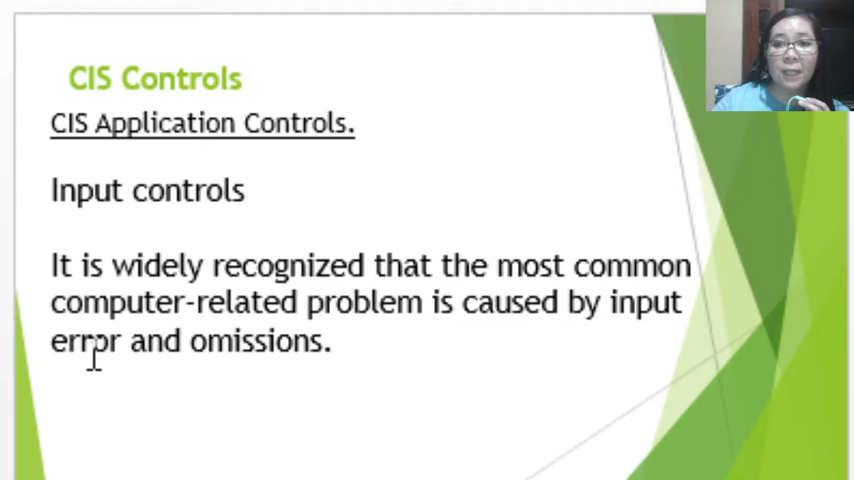 CIS Controls
CIS Application Controls.
Input controls
It is widely recognized that the most common
computer-related problem is caused by input
error and omissions.